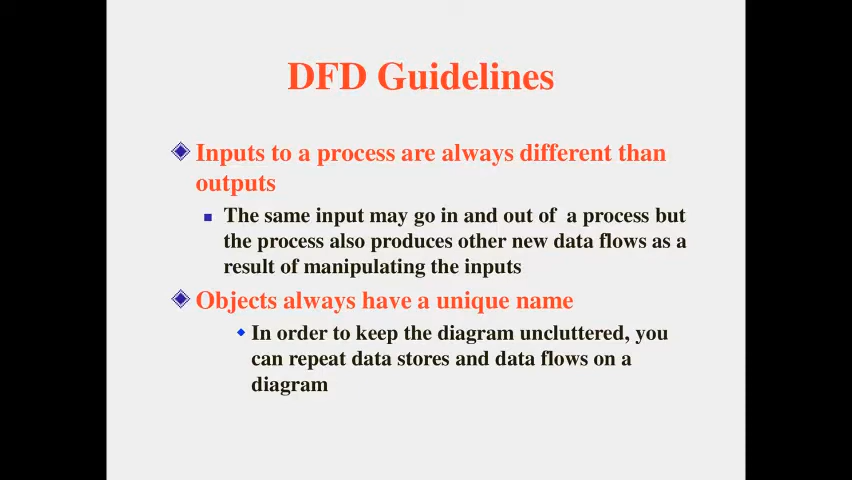 DFD Guidelines
Inputs to a process are always different than
outputs
The same input may go in and out of a process but
the process also produces other new data flows as a
result of manipulating the inputs
Objects always have a unique name
In order to keep the diagram uncluttered, you
can repeat data stores and data flows on a
diagram